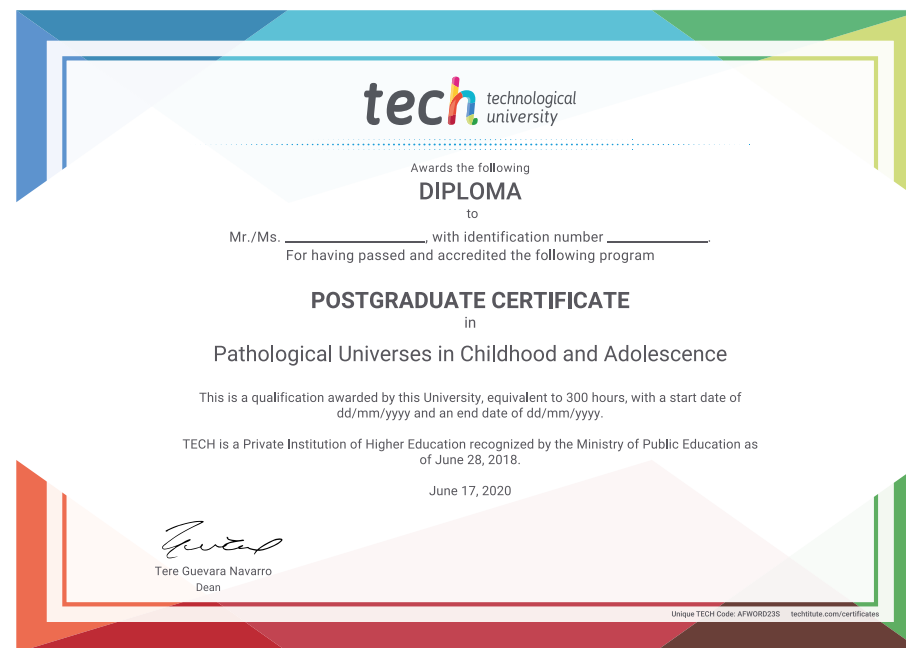 tech technological
university
Awards the following
DIPLOMA
to
Mr./Ms. ____________________, with identification number ______________.
For having passed and accredited the following program
POSTGRADUATE CERTIFICATE
in
Pathological Universes in Childhood and Adolescence
This is a qualification awarded by this University, equivalent to 300 hours, with a start date of
dd/mm/yyyy and an end date of dd/mm/yyyy.
TECH is a Private Institution of Higher Education recognized by the Ministry of Public Education as
of June 28, 2018.
June 17, 2020
Tere Guevara Navarro
Dean
Unique TECH Code: AFWORD23S techtitute.com/certificates